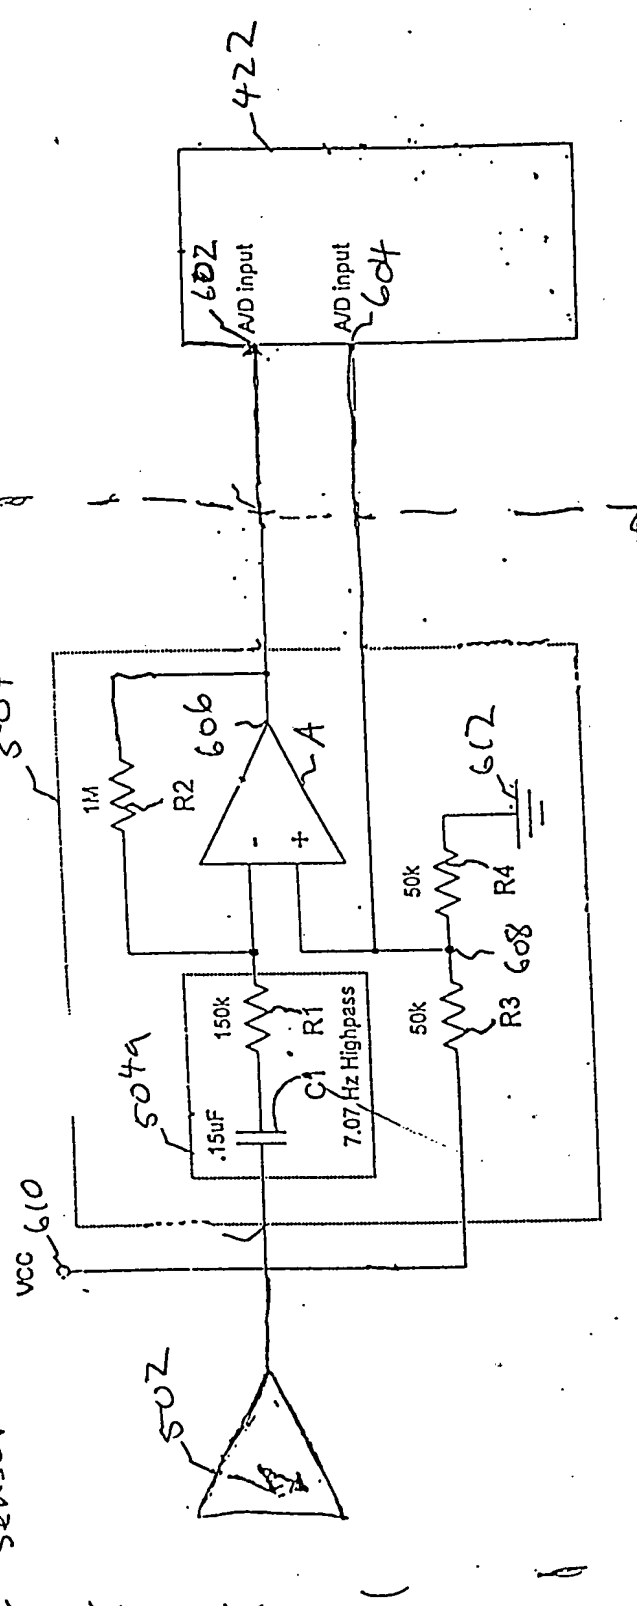 422
602
A/D input
A/D input
604
1M
R2
606
A
-
+
612
50k
R4
608
504a
150k
R1
.15uF
C1
7.07 Hz Highpass
50k
R3
VCC 610
502